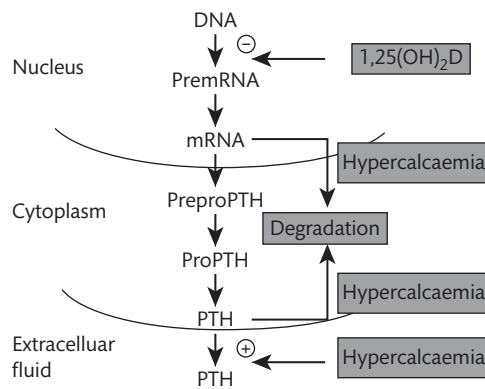 DNA
⊖
1,25(OH)₂D
Nucleus
PremRNA
mRNA
Hypercalcaemia
PreproPTH
Cytoplasm
Degradation
ProPTH
Hypercalcaemia
PTH
Extracelluar
fluid
⊕
Hypercalcaemia
PTH